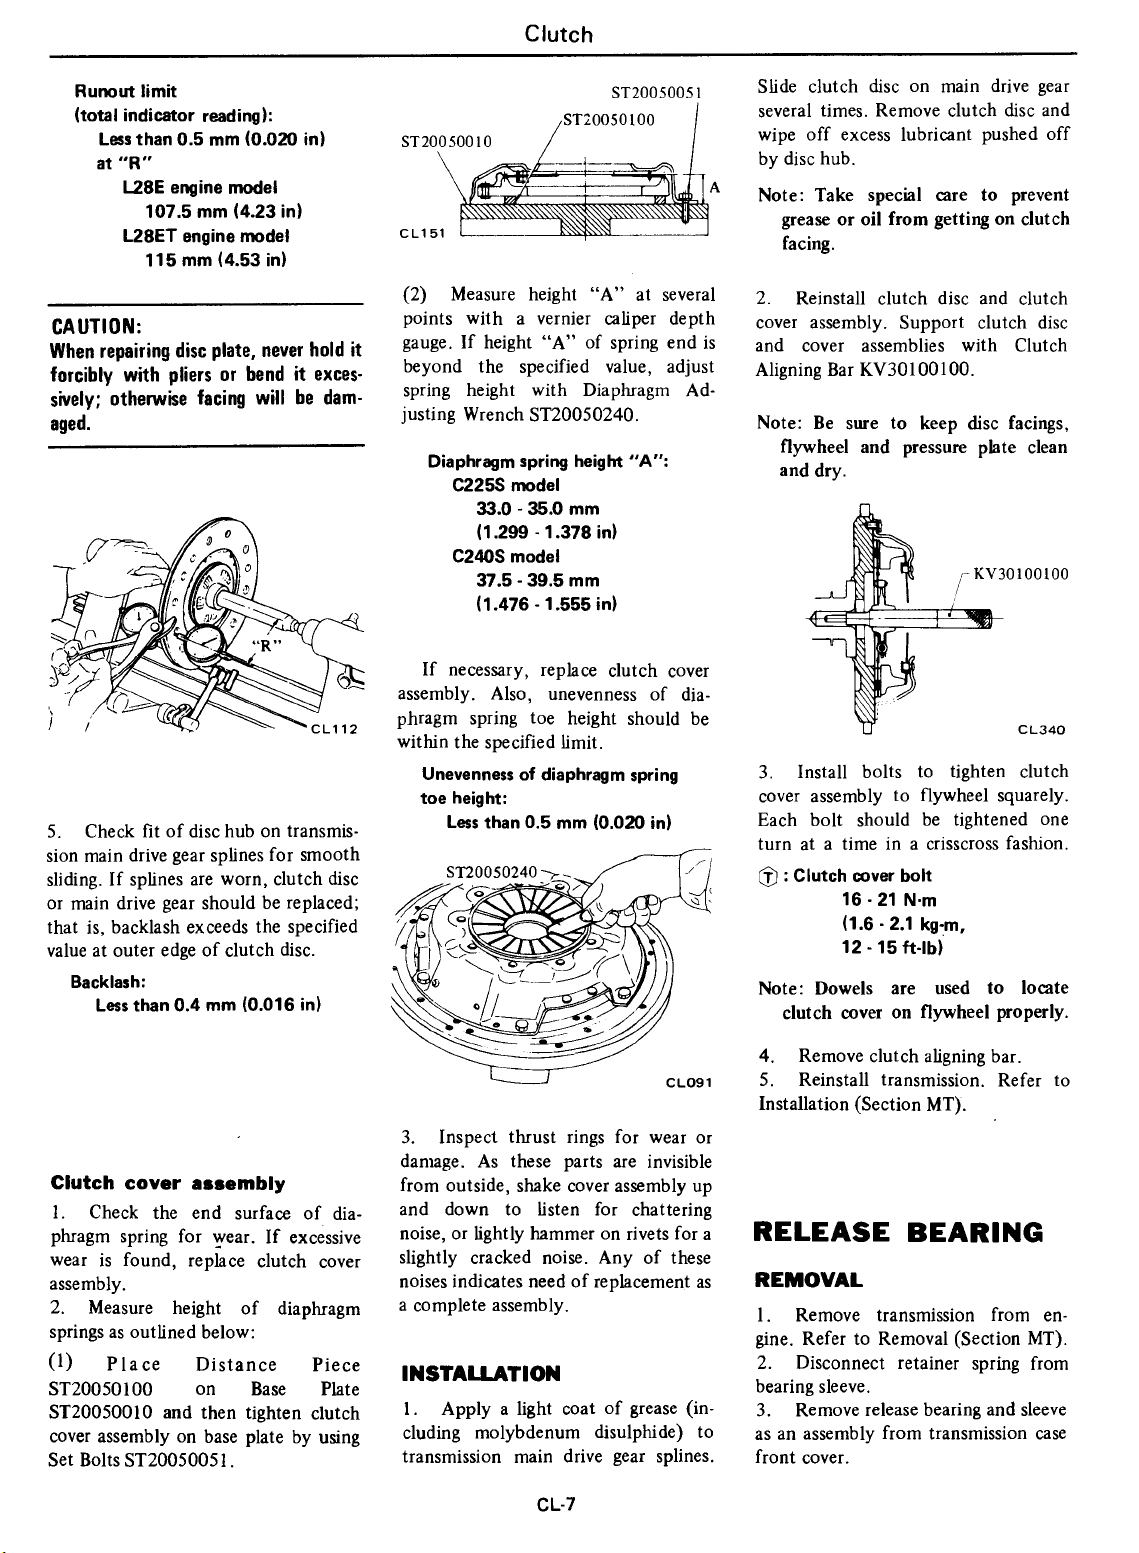 Clutch
Runout limit
(total indicator reading):
Less than 0.5 mm (0.020 in)
at "R"
L28E engine model
107.5 mm (4.23 in)
L28ET engine model
115 mm (4.53 in)
CAUTION:
When repairing disc plate, never hold it
forcibly with pliers or bend it exces-
sively; otherwise facing will be dam-
aged.
"R"
CL112
5. Check fit of disc hub on transmis-
sion main drive gear splines for smooth
sliding. If splines are worn, clutch disc
or main drive gear should be replaced;
that is, backlash exceeds the specified
value at outer edge of clutch disc.
Backlash:
Less than 0.4 mm (0.016 in)
Clutch cover assembly
1. Check the end surface of dia-
phragm spring for wear. If excessive
wear is found, replace clutch cover
assembly.
2. Measure height of diaphragm
springs as outlined below:
(1) Place Distance Piece
ST20050100 on Base Plate
ST20050010 and then tighten clutch
cover assembly on base plate by using
Set Bolts ST20050051.
ST20050051
ST20050100
ST20050010
A
CL151
(2) Measure height "A" at several
points with a vernier caliper depth
gauge. If height "A" of spring end is
beyond the specified value, adjust
spring height with Diaphragm Ad-
justing Wrench ST20050240.
Diaphragm spring height "A":
C225S model
33.0 - 35.0 mm
(1.299 - 1.378 in)
C240S model
37.5 - 39.5 mm
(1.476 - 1.555 in)
If necessary, replace clutch cover
assembly. Also, unevenness of dia-
phragm spring toe height should be
within the specified limit.
Unevenness of diaphragm spring
toe height:
Less than 0.5 mm (0.020 in)
ST20050240
CL091
3. Inspect thrust rings for wear or
damage. As these parts are invisible
from outside, shake cover assembly up
and down to listen for chattering
noise, or lightly hammer on rivets for a
slightly cracked noise. Any of these
noises indicates need of replacement as
a complete assembly.
INSTALLATION
1. Apply a light coat of grease (in-
cluding molybdenum disulphide) to
transmission main drive gear splines.
Slide clutch disc on main drive gear
several times. Remove clutch disc and
wipe off excess lubricant pushed off
by disc hub.
Note: Take special care to prevent
grease or oil from getting on clutch
facing.
2. Reinstall clutch disc and clutch
cover assembly. Support clutch disc
and cover assemblies with Clutch
Aligning Bar KV30100100.
Note: Be sure to keep disc facings,
flywheel and pressure plate clean
and dry.
KV30100100
CL340
3. Install bolts to tighten clutch
cover assembly to flywheel squarely.
Each bolt should be tightened one
turn at a time in a crisscross fashion.
Ⓣ : Clutch cover bolt
16 - 21 N·m
(1.6 - 2.1 kg-m,
12 - 15 ft-lb)
Note: Dowels are used to locate
clutch cover on flywheel properly.
4. Remove clutch aligning bar.
5. Reinstall transmission. Refer to
Installation (Section MT).
RELEASE BEARING
REMOVAL
1. Remove transmission from en-
gine. Refer to Removal (Section MT).
2. Disconnect retainer spring from
bearing sleeve.
3. Remove release bearing and sleeve
as an assembly from transmission case
front cover.
CL-7